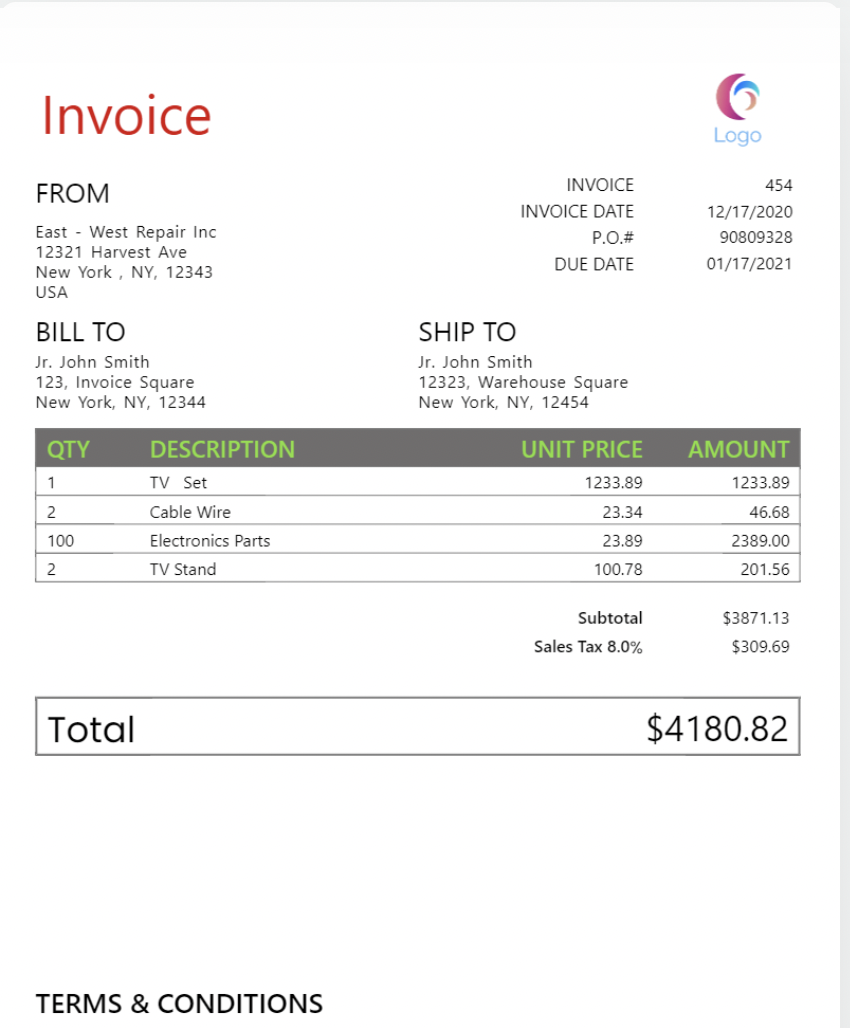 Invoice
Logo
FROM
East - West Repair Inc
12321 Harvest Ave
New York , NY, 12343
USA
INVOICE 454
INVOICE DATE 12/17/2020
P.O.# 90809328
DUE DATE 01/17/2021
BILL TO
Jr. John Smith
123, Invoice Square
New York, NY, 12344
SHIP TO
Jr. John Smith
12323, Warehouse Square
New York, NY, 12454
QTY DESCRIPTION UNIT PRICE AMOUNT
1 TV Set 1233.89 1233.89
2 Cable Wire 23.34 46.68
100 Electronics Parts 23.89 2389.00
2 TV Stand 100.78 201.56
Subtotal $3871.13
Sales Tax 8.0% $309.69
Total $4180.82
TERMS & CONDITIONS